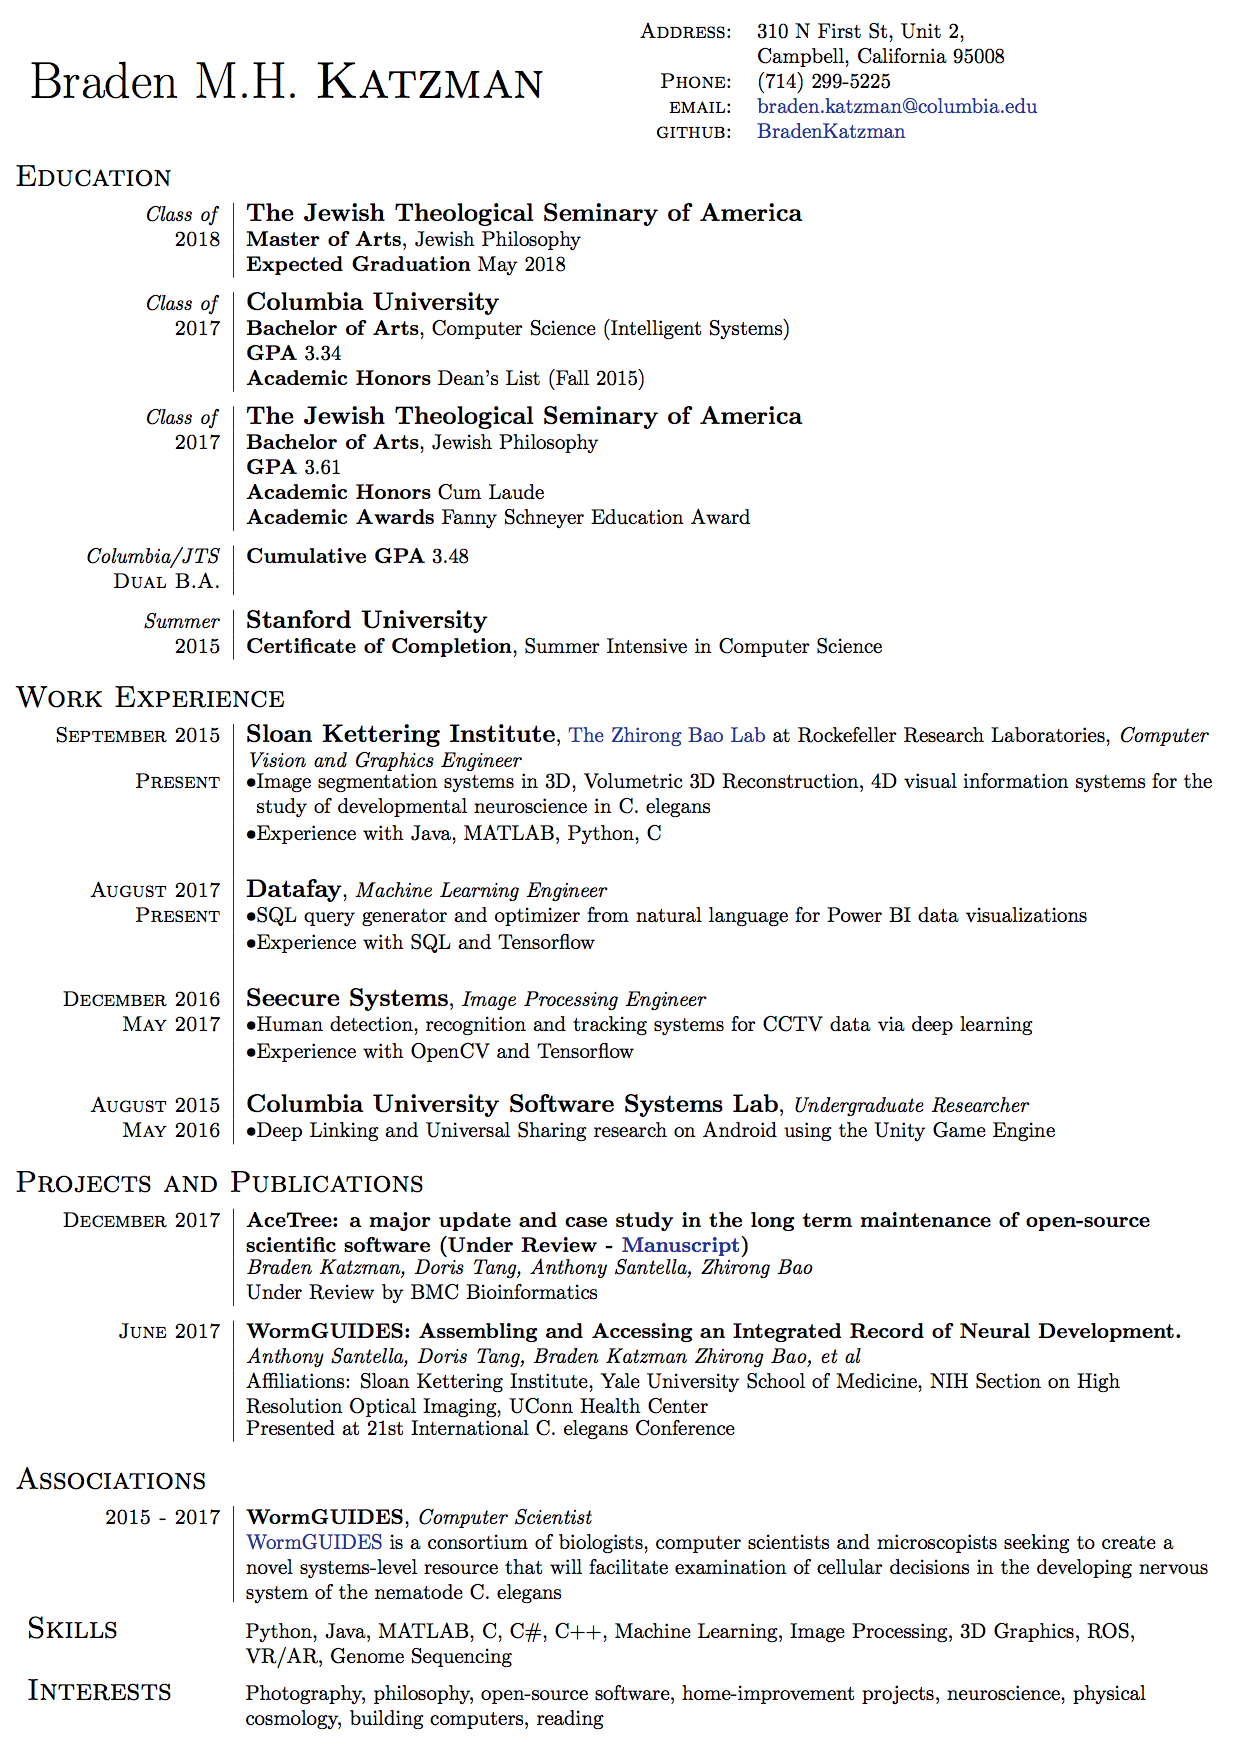 Braden M.H. Katzman
Address: 310 N First St, Unit 2,
Campbell, California 95008
Phone: (714) 299-5225
email: braden.katzman@columbia.edu
github: BradenKatzman
Education
Class of The Jewish Theological Seminary of America
2018 Master of Arts, Jewish Philosophy
Expected Graduation May 2018
Class of Columbia University
2017 Bachelor of Arts, Computer Science (Intelligent Systems)
GPA 3.34
Academic Honors Dean's List (Fall 2015)
Class of The Jewish Theological Seminary of America
2017 Bachelor of Arts, Jewish Philosophy
GPA 3.61
Academic Honors Cum Laude
Academic Awards Fanny Schneyer Education Award
Columbia/JTS Cumulative GPA 3.48
Dual B.A.
Summer Stanford University
2015 Certificate of Completion, Summer Intensive in Computer Science
Work Experience
September 2015 Sloan Kettering Institute, The Zhirong Bao Lab at Rockefeller Research Laboratories, Computer
Vision and Graphics Engineer
Present •Image segmentation systems in 3D, Volumetric 3D Reconstruction, 4D visual information systems for the
study of developmental neuroscience in C. elegans
•Experience with Java, MATLAB, Python, C
August 2017 Datafay, Machine Learning Engineer
Present •SQL query generator and optimizer from natural language for Power BI data visualizations
•Experience with SQL and Tensorflow
December 2016 Seecure Systems, Image Processing Engineer
May 2017 •Human detection, recognition and tracking systems for CCTV data via deep learning
•Experience with OpenCV and Tensorflow
August 2015 Columbia University Software Systems Lab, Undergraduate Researcher
May 2016 •Deep Linking and Universal Sharing research on Android using the Unity Game Engine
Projects and Publications
December 2017 AceTree: a major update and case study in the long term maintenance of open-source
scientific software (Under Review - Manuscript)
Braden Katzman, Doris Tang, Anthony Santella, Zhirong Bao
Under Review by BMC Bioinformatics
June 2017 WormGUIDES: Assembling and Accessing an Integrated Record of Neural Development.
Anthony Santella, Doris Tang, Braden Katzman Zhirong Bao, et al
Affiliations: Sloan Kettering Institute, Yale University School of Medicine, NIH Section on High
Resolution Optical Imaging, UConn Health Center
Presented at 21st International C. elegans Conference
Associations
2015 - 2017 WormGUIDES, Computer Scientist
WormGUIDES is a consortium of biologists, computer scientists and microscopists seeking to create a
novel systems-level resource that will facilitate examination of cellular decisions in the developing nervous
system of the nematode C. elegans
Skills Python, Java, MATLAB, C, C#, C++, Machine Learning, Image Processing, 3D Graphics, ROS,
VR/AR, Genome Sequencing
Interests Photography, philosophy, open-source software, home-improvement projects, neuroscience, physical
cosmology, building computers, reading